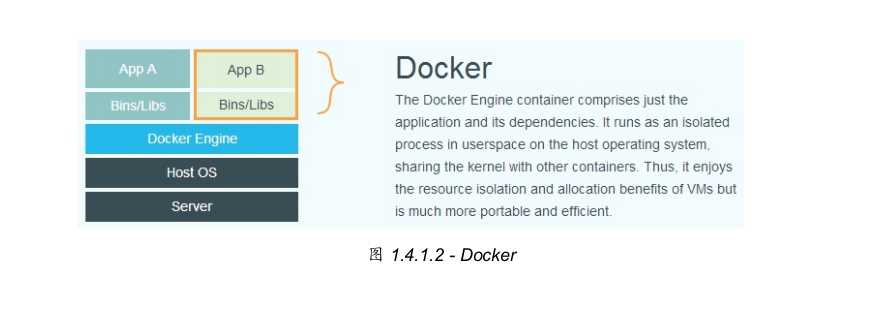 App A
App B
Bins/Libs
Bins/Libs
Docker Engine
Host OS
Server
Docker
The Docker Engine container comprises just the
application and its dependencies. It runs as an isolated
process in userspace on the host operating system,
sharing the kernel with other containers. Thus, it enjoys
the resource isolation and allocation benefits of VMs but
is much more portable and efficient.
图 1.4.1.2 - Docker